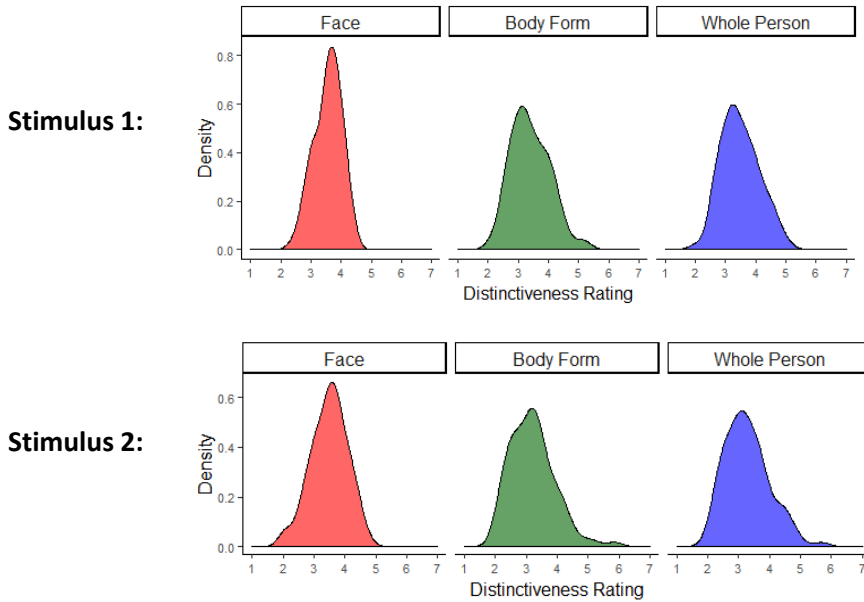 Face Body Form Whole Person
Stimulus 1:
Density
0.8
0.6
0.4
0.2
0.0
1 2 3 4 5 6 7 1 2 3 4 5 6 7 1 2 3 4 5 6 7
Distinctiveness Rating
Face Body Form Whole Person
Stimulus 2:
Density
0.6
0.4
0.2
0.0
1 2 3 4 5 6 7 1 2 3 4 5 6 7 1 2 3 4 5 6 7
Distinctiveness Rating